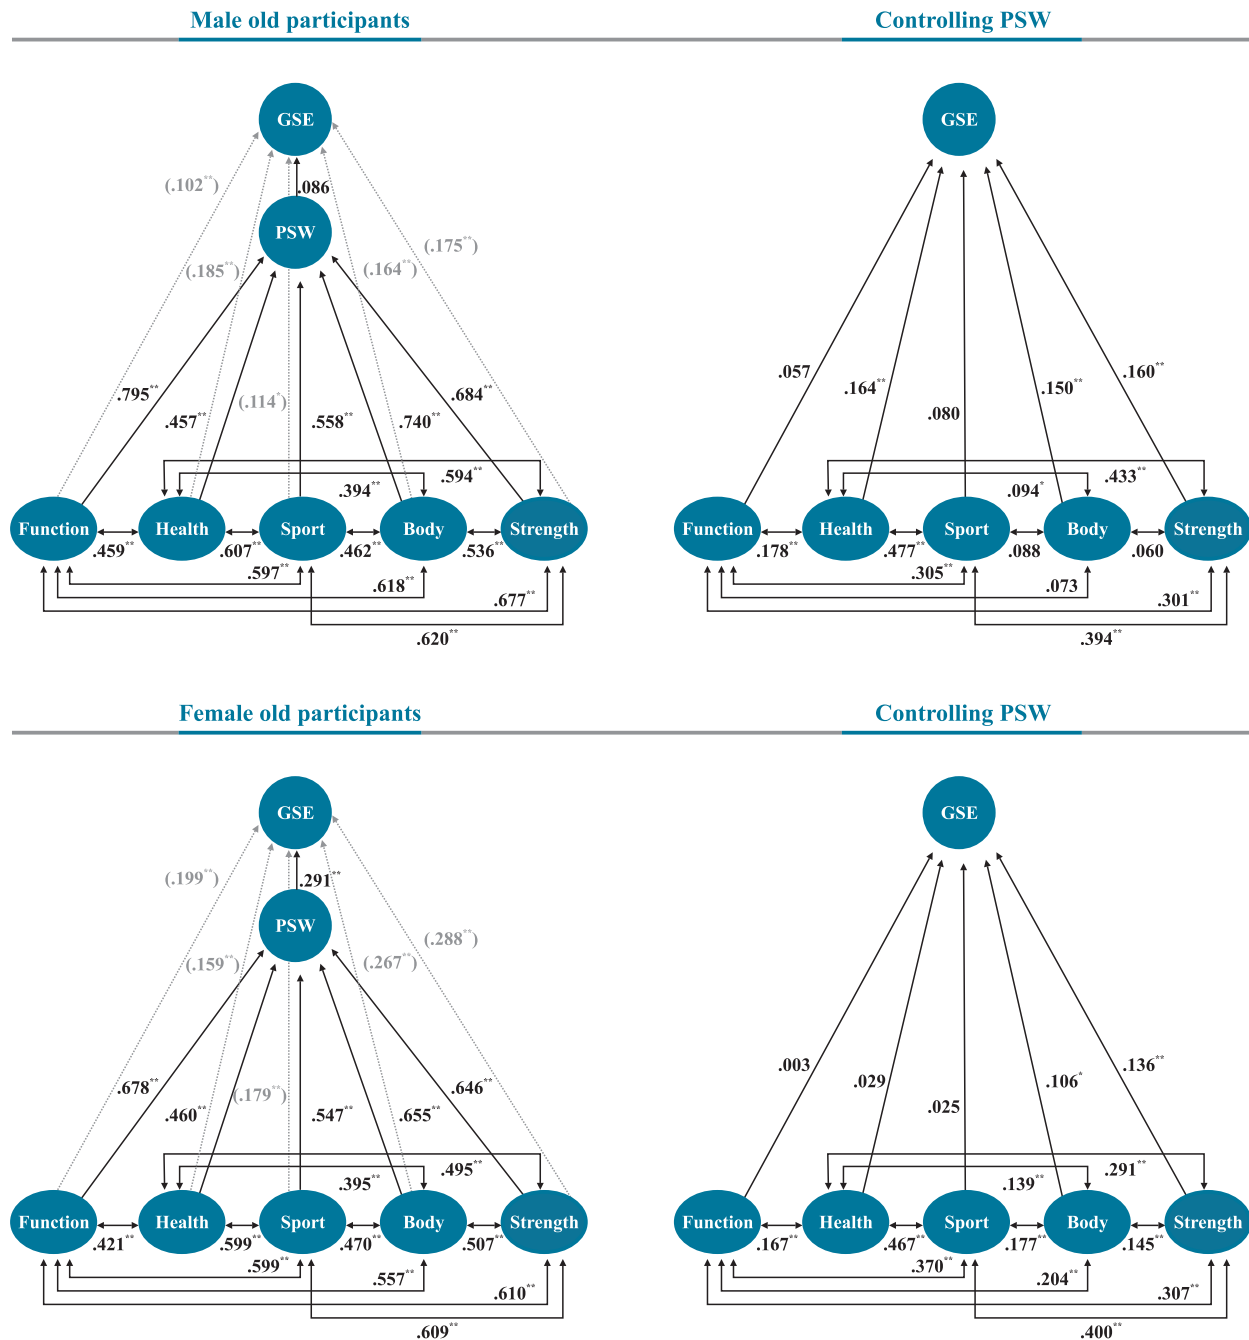 Male old participants
Controlling PSW
GSE
GSE
(.102**)
.086
PSW
(.175**)
(.185**)
(.164**)
.057
.160**
.795**
.684**
.164**
.150**
.457**
(.114*)
.558**
.740**
.080
.594**
.433**
.394**
.094*
Function
Health
Sport
Body
Strength
Function
Health
Sport
Body
Strength
.459**
.607**
.462**
.536**
.178**
.477**
.088
.060
.597**
.305**
.618**
.073
.677**
.301**
.620**
.394**
Female old participants
Controlling PSW
GSE
GSE
(.199**)
.291**
PSW
(.288**)
(.159**)
(.267**)
.003
.136**
.678**
.646**
.029
.106*
.460**
(.179**)
.547**
.655**
.025
.495**
.291**
.395**
.139**
Function
Health
Sport
Body
Strength
Function
Health
Sport
Body
Strength
.421**
.599**
.470**
.507**
.167**
.467**
.177**
.145**
.599**
.370**
.557**
.204**
.610**
.307**
.609**
.400**